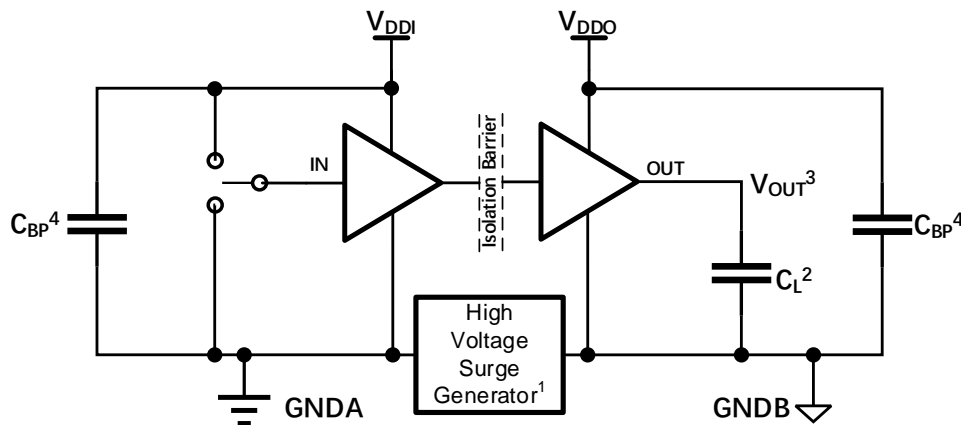 VDDI
VDDO
IN
Isolation Barrier
OUT
VOUT3
CBP4
CL2
CBP4
High
Voltage
Surge
Generator1
GNDA
GNDB